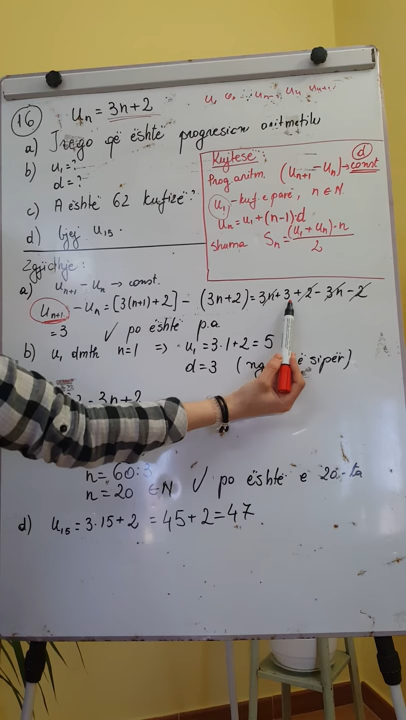 16
Uₙ = 3n+2
a) Trego që është progresion aritmetik
b) U₁=?
d=?
c) A është 62 kufizë?
d) Gjej U₁₅.
Kujtesë:
Prog. aritm. (Uₙ₊₁ - Uₙ) → const
d
U₁ - kuf. e parë, n ∈ N.
Uₙ = U₁ + (n-1)·d
shuma Sₙ = (U₁ + Uₙ)·n / 2
Zgjidhje:
a) Uₙ₊₁ - Uₙ → const.
Uₙ₊₁ - Uₙ = [3(n+1)+2] - (3n+2) = 3n+3+2-3n-2
=3 ✓ po është p.a
b) U₁ dmth n=1 => U₁ = 3·1+2 = 5
d=3 sipër)
3n+2
n = 60:3
n = 20 ∈ N ✓ po është e 20-ta
d) U₁₅ = 3·15+2 = 45+2 = 47